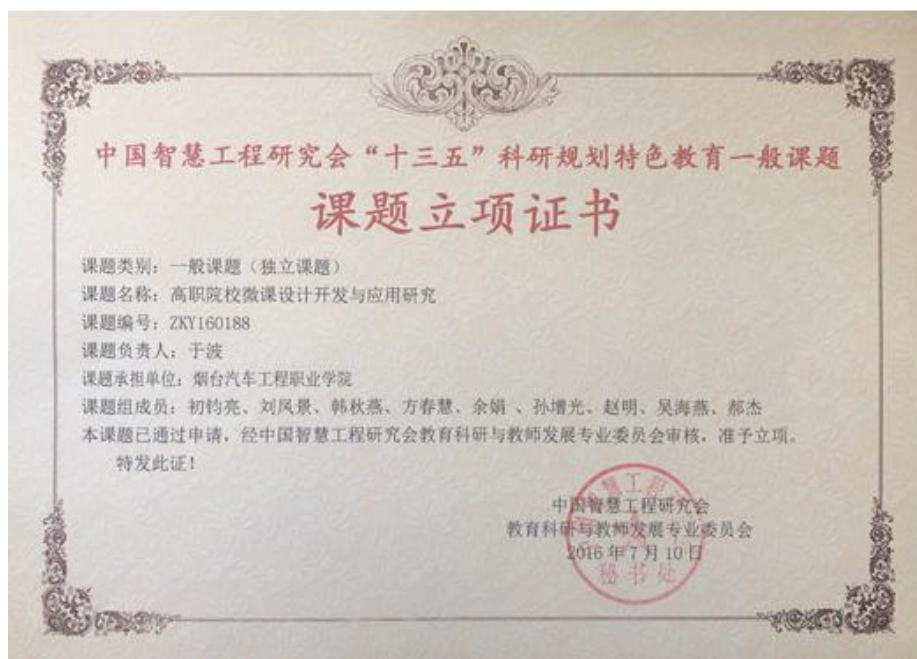 中国智慧工程研究会“十三五”科研规划特色教育一般课题
课题立项证书
课题类别：一般课题（独立课题）
课题名称：高职院校微课设计开发与应用研究
课题编号：ZKY160188
课题负责人：于波
课题承担单位：烟台汽车工程职业学院
课题组成员：初钧亮、刘凤景、韩秋燕、方春慧、余娟 、孙增光、赵明、吴海燕、郝杰
本课题已通过申请，经中国智慧工程研究会教育科研与教师发展专业委员会审核，准予立项。
特发此证！
中国智慧工程研究会
教育科研与教师发展专业委员会
2016年7月10日
秘书处